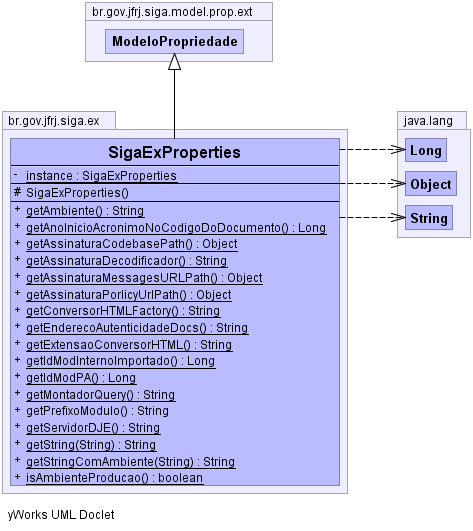 br.gov.jfrj.siga.model.prop.ext
ModeloPropriedade
br.gov.jfrj.siga.ex
SigaExProperties
- instance : SigaExProperties
# SigaExProperties()
+ getAmbiente() : String
+ getAnoInicioAcronimoNoCodigoDoDocumento() : Long
+ getAssinaturaCodebasePath() : Object
+ getAssinaturaDecodificador() : String
+ getAssinaturaMessagesURLPath() : Object
+ getAssinaturaPorlicyUrlPath() : Object
+ getConversorHTMLFactory() : String
+ getEnderecoAutenticidadeDocs() : String
+ getExtensaoConversorHTML() : String
+ getIdModInternoImportado() : Long
+ getIdModPA() : Long
+ getMontadorQuery() : String
+ getPrefixoModulo() : String
+ getServidorDJE() : String
+ getString(String) : String
+ getStringComAmbiente(String) : String
+ isAmbienteProducao() : boolean
java.lang
Long
Object
String
yWorks UML Doclet